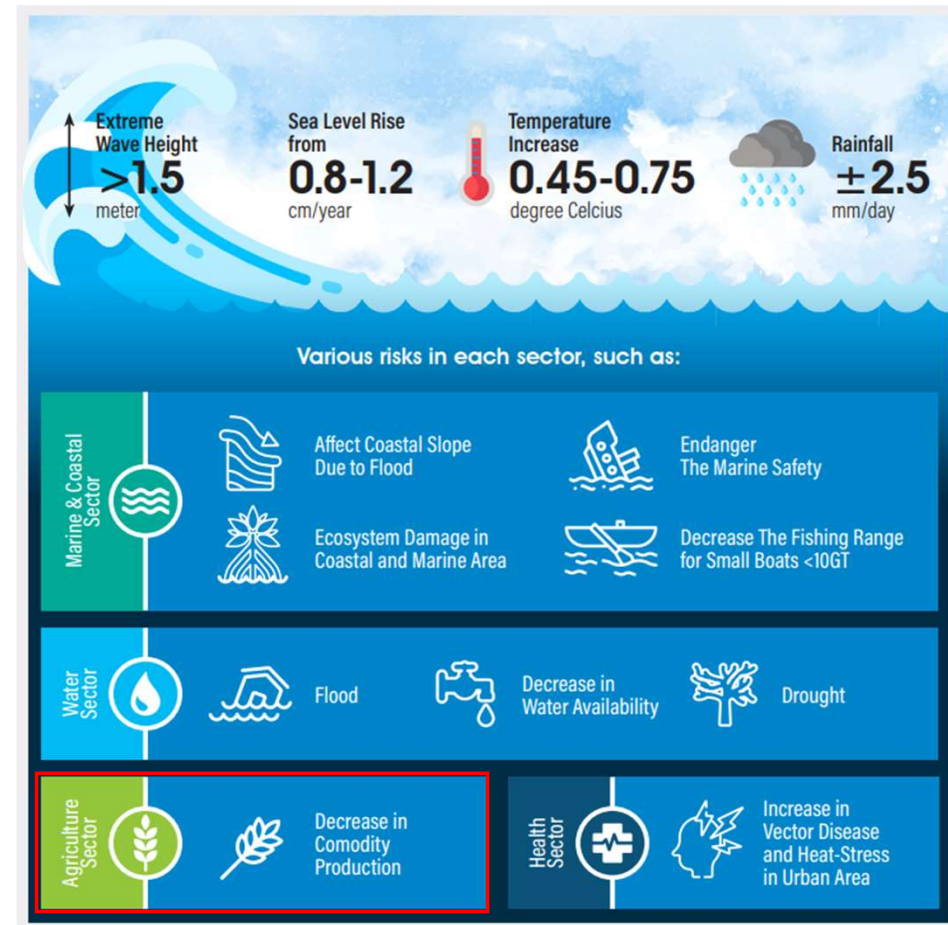 Extreme
Wave Height
>1.5
meter
Sea Level Rise
from
0.8-1.2
cm/year
Temperature
Increase
0.45-0.75
degree Celcius
Rainfall
±2.5
mm/day
Various risks in each sector, such as:
Marine & Coastal
Sector
Affect Coastal Slope
Due to Flood
Endanger
The Marine Safety
Ecosystem Damage in
Coastal and Marine Area
Decrease The Fishing Range
for Small Boats <10GT
Water
Sector
Flood
Decrease in
Water Availability
Drought
Agriculture
Sector
Decrease in
Comodity
Production
Health
Sector
Increase in
Vector Disease
and Heat-Stress
in Urban Area